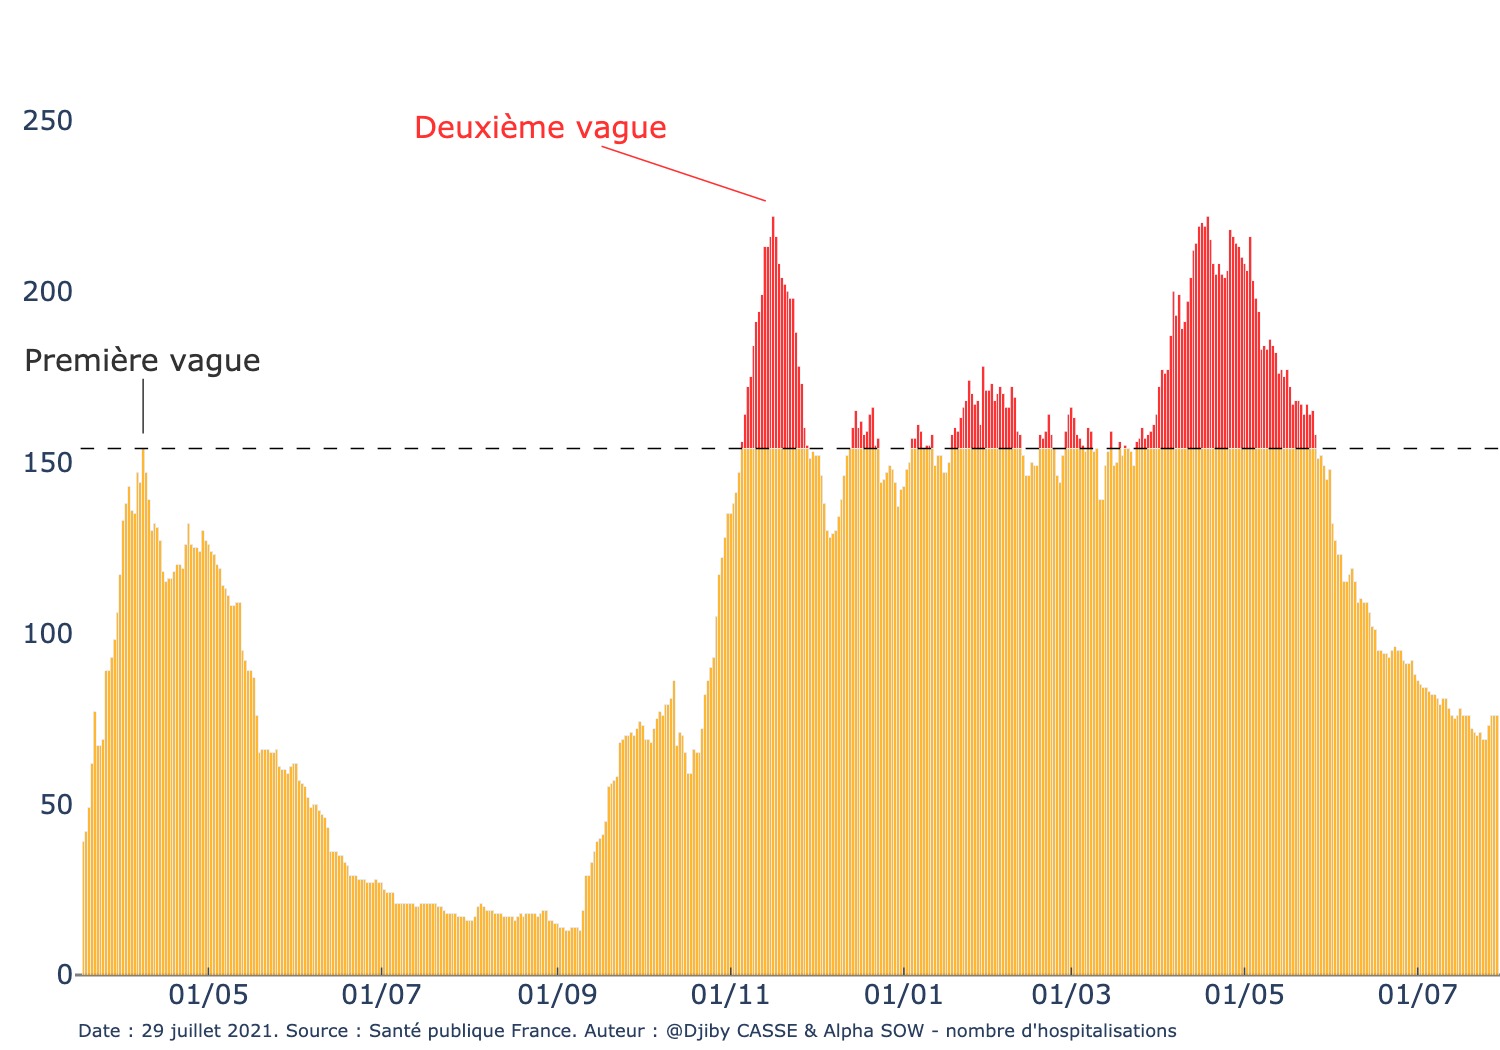 250
Deuxième vague
200
Première vague
150
100
50
0
01/05 01/07 01/09 01/11 01/01 01/03 01/05 01/07
Date : 29 juillet 2021. Source : Santé publique France. Auteur : @Djiby CASSE & Alpha SOW - nombre d'hospitalisations